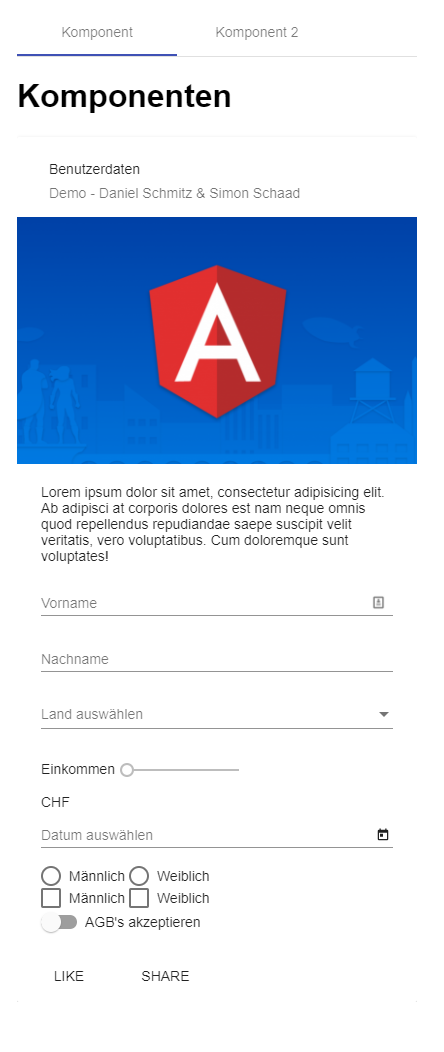 Komponent Komponent 2
Komponenten
Benutzerdaten
Demo - Daniel Schmitz & Simon Schaad
A
Lorem ipsum dolor sit amet, consectetur adipisicing elit.
Ab adipisci at corporis dolores est nam neque omnis
quod repellendus repudiandae saepe suscipit velit
veritatis, vero voluptatibus. Cum doloremque sunt
voluptates!
Vorname
Nachname
Land auswählen
Einkommen
CHF
Datum auswählen
Männlich Weiblich
Männlich Weiblich
AGB's akzeptieren
LIKE SHARE